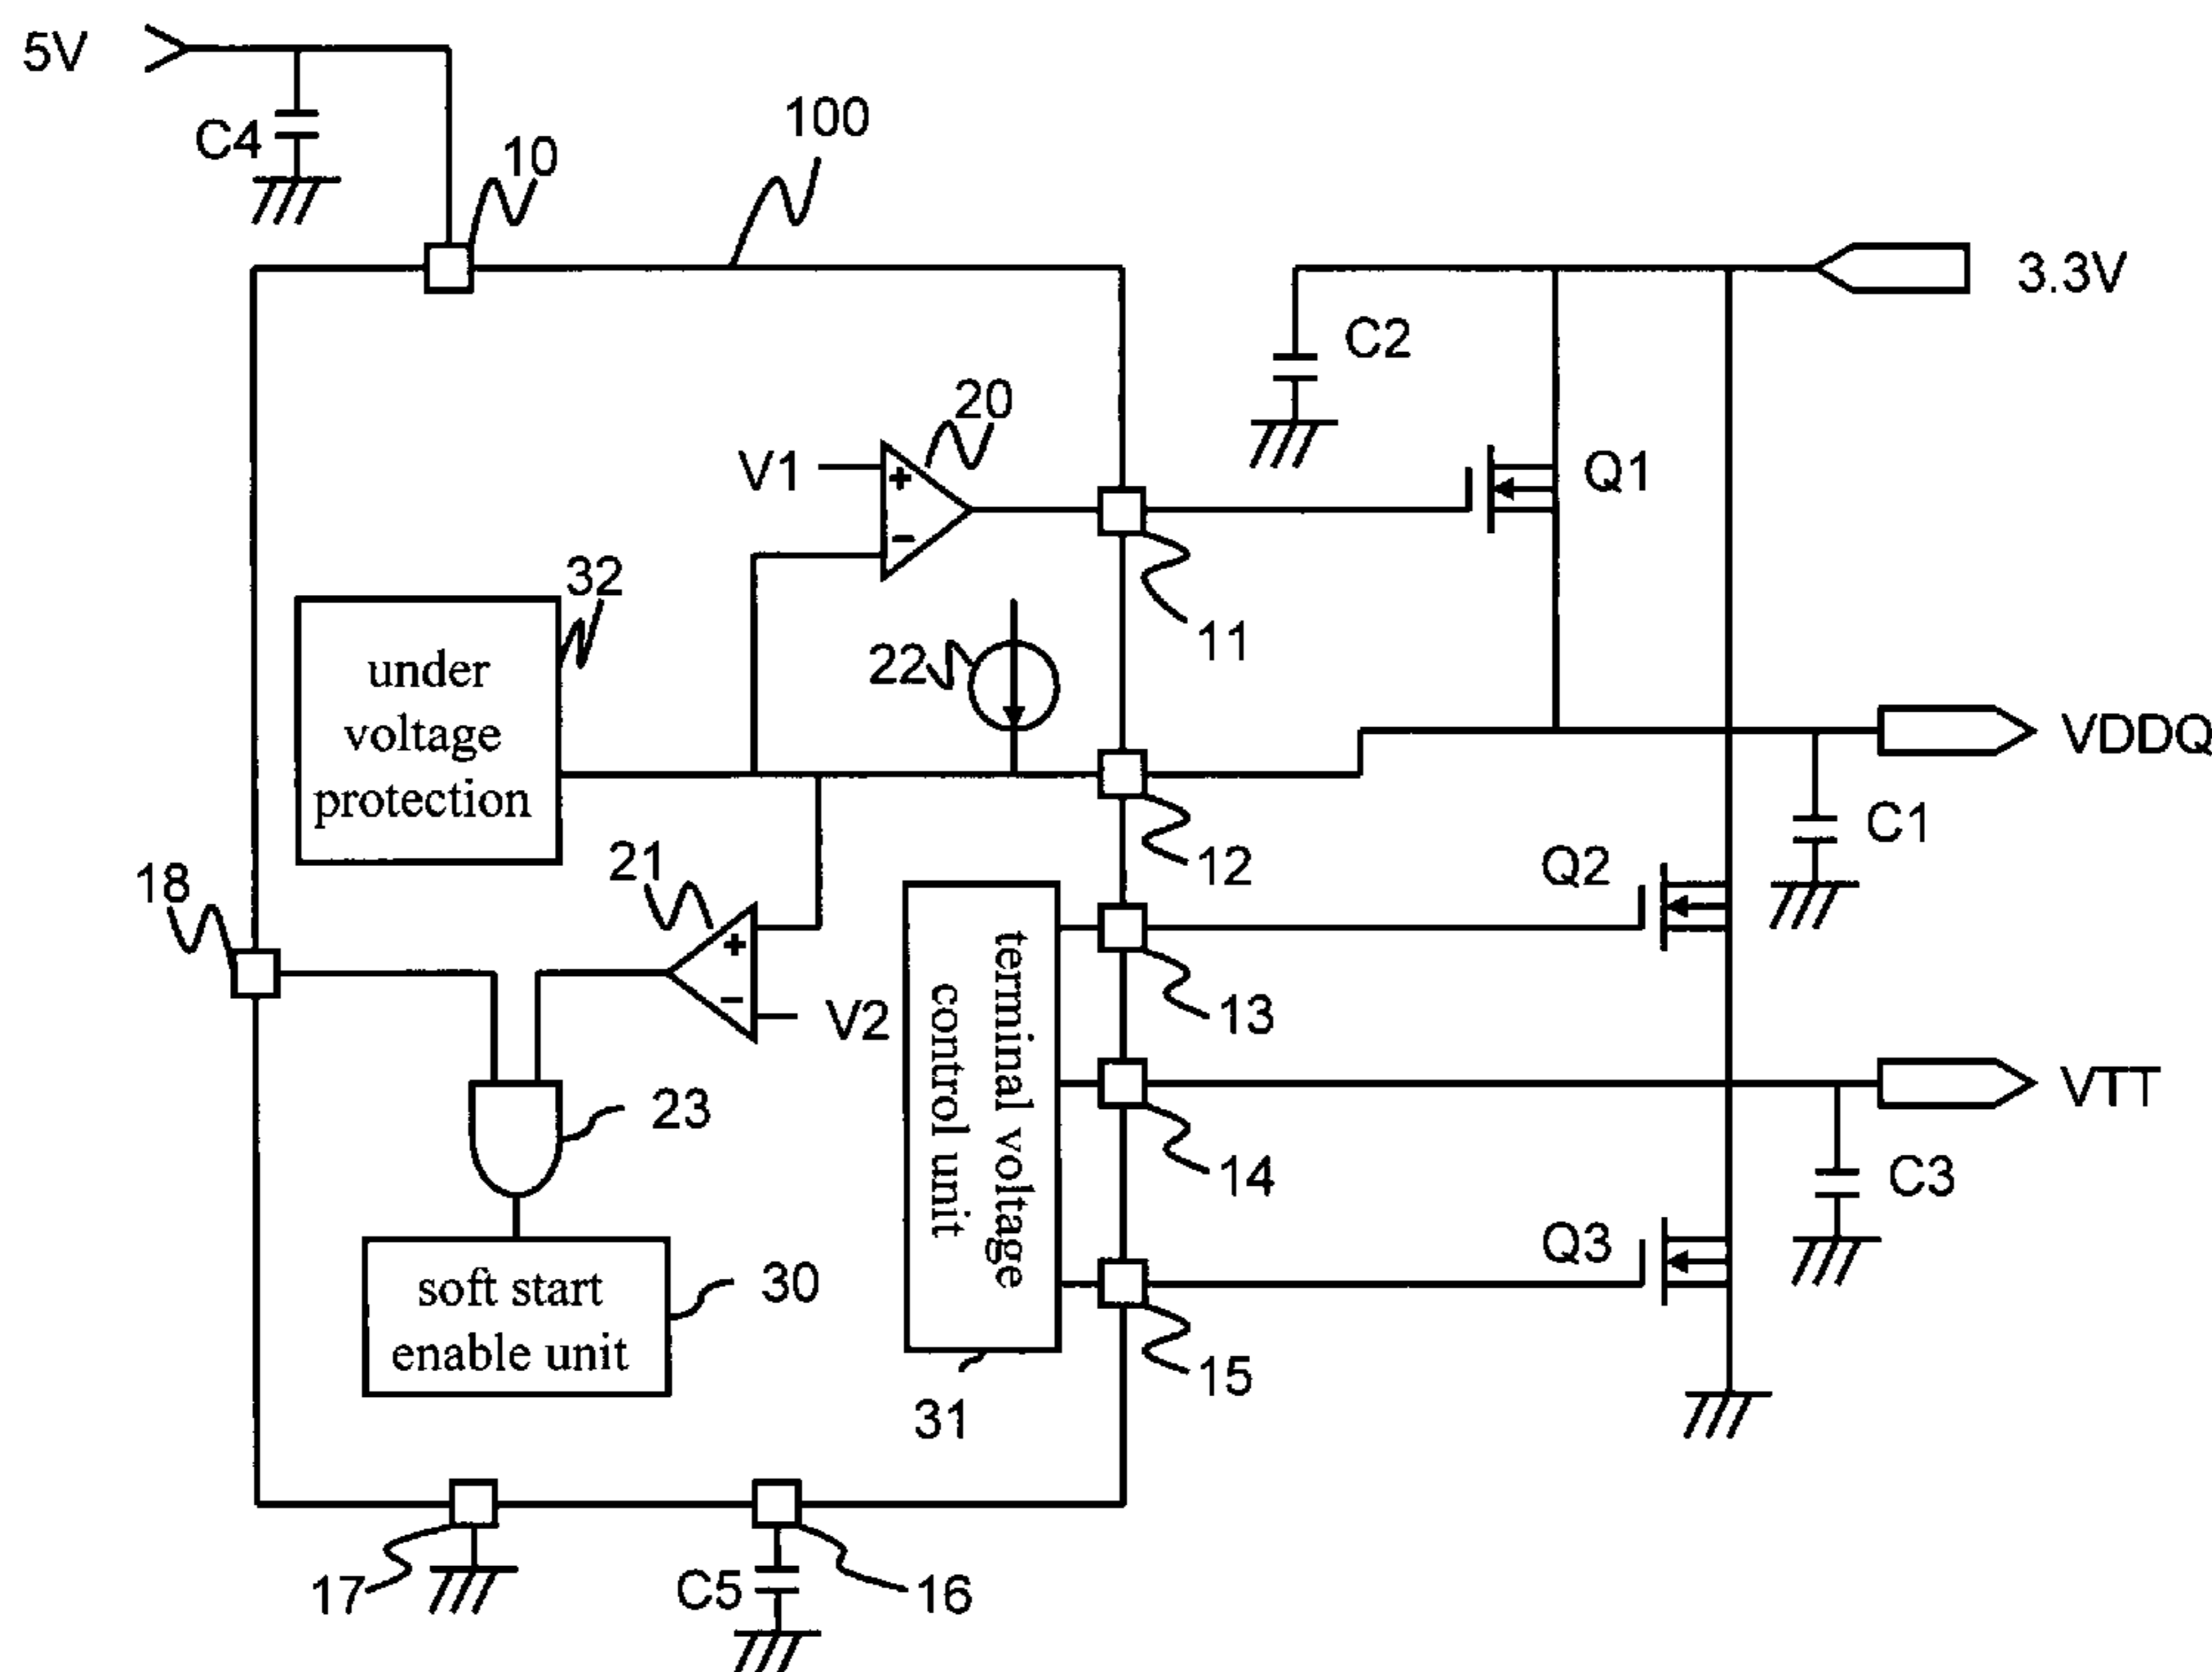 5V
C4
10
100
3.3V
C2
20
V1
+
-
Q1
32
11
22
under
voltage
protection
VDDQ
C1
12
21
Q2
18
+
-
V2
13
terminal voltage
control unit
VTT
23
14
C3
Q3
soft start
enable unit
30
15
31
17
C5
16